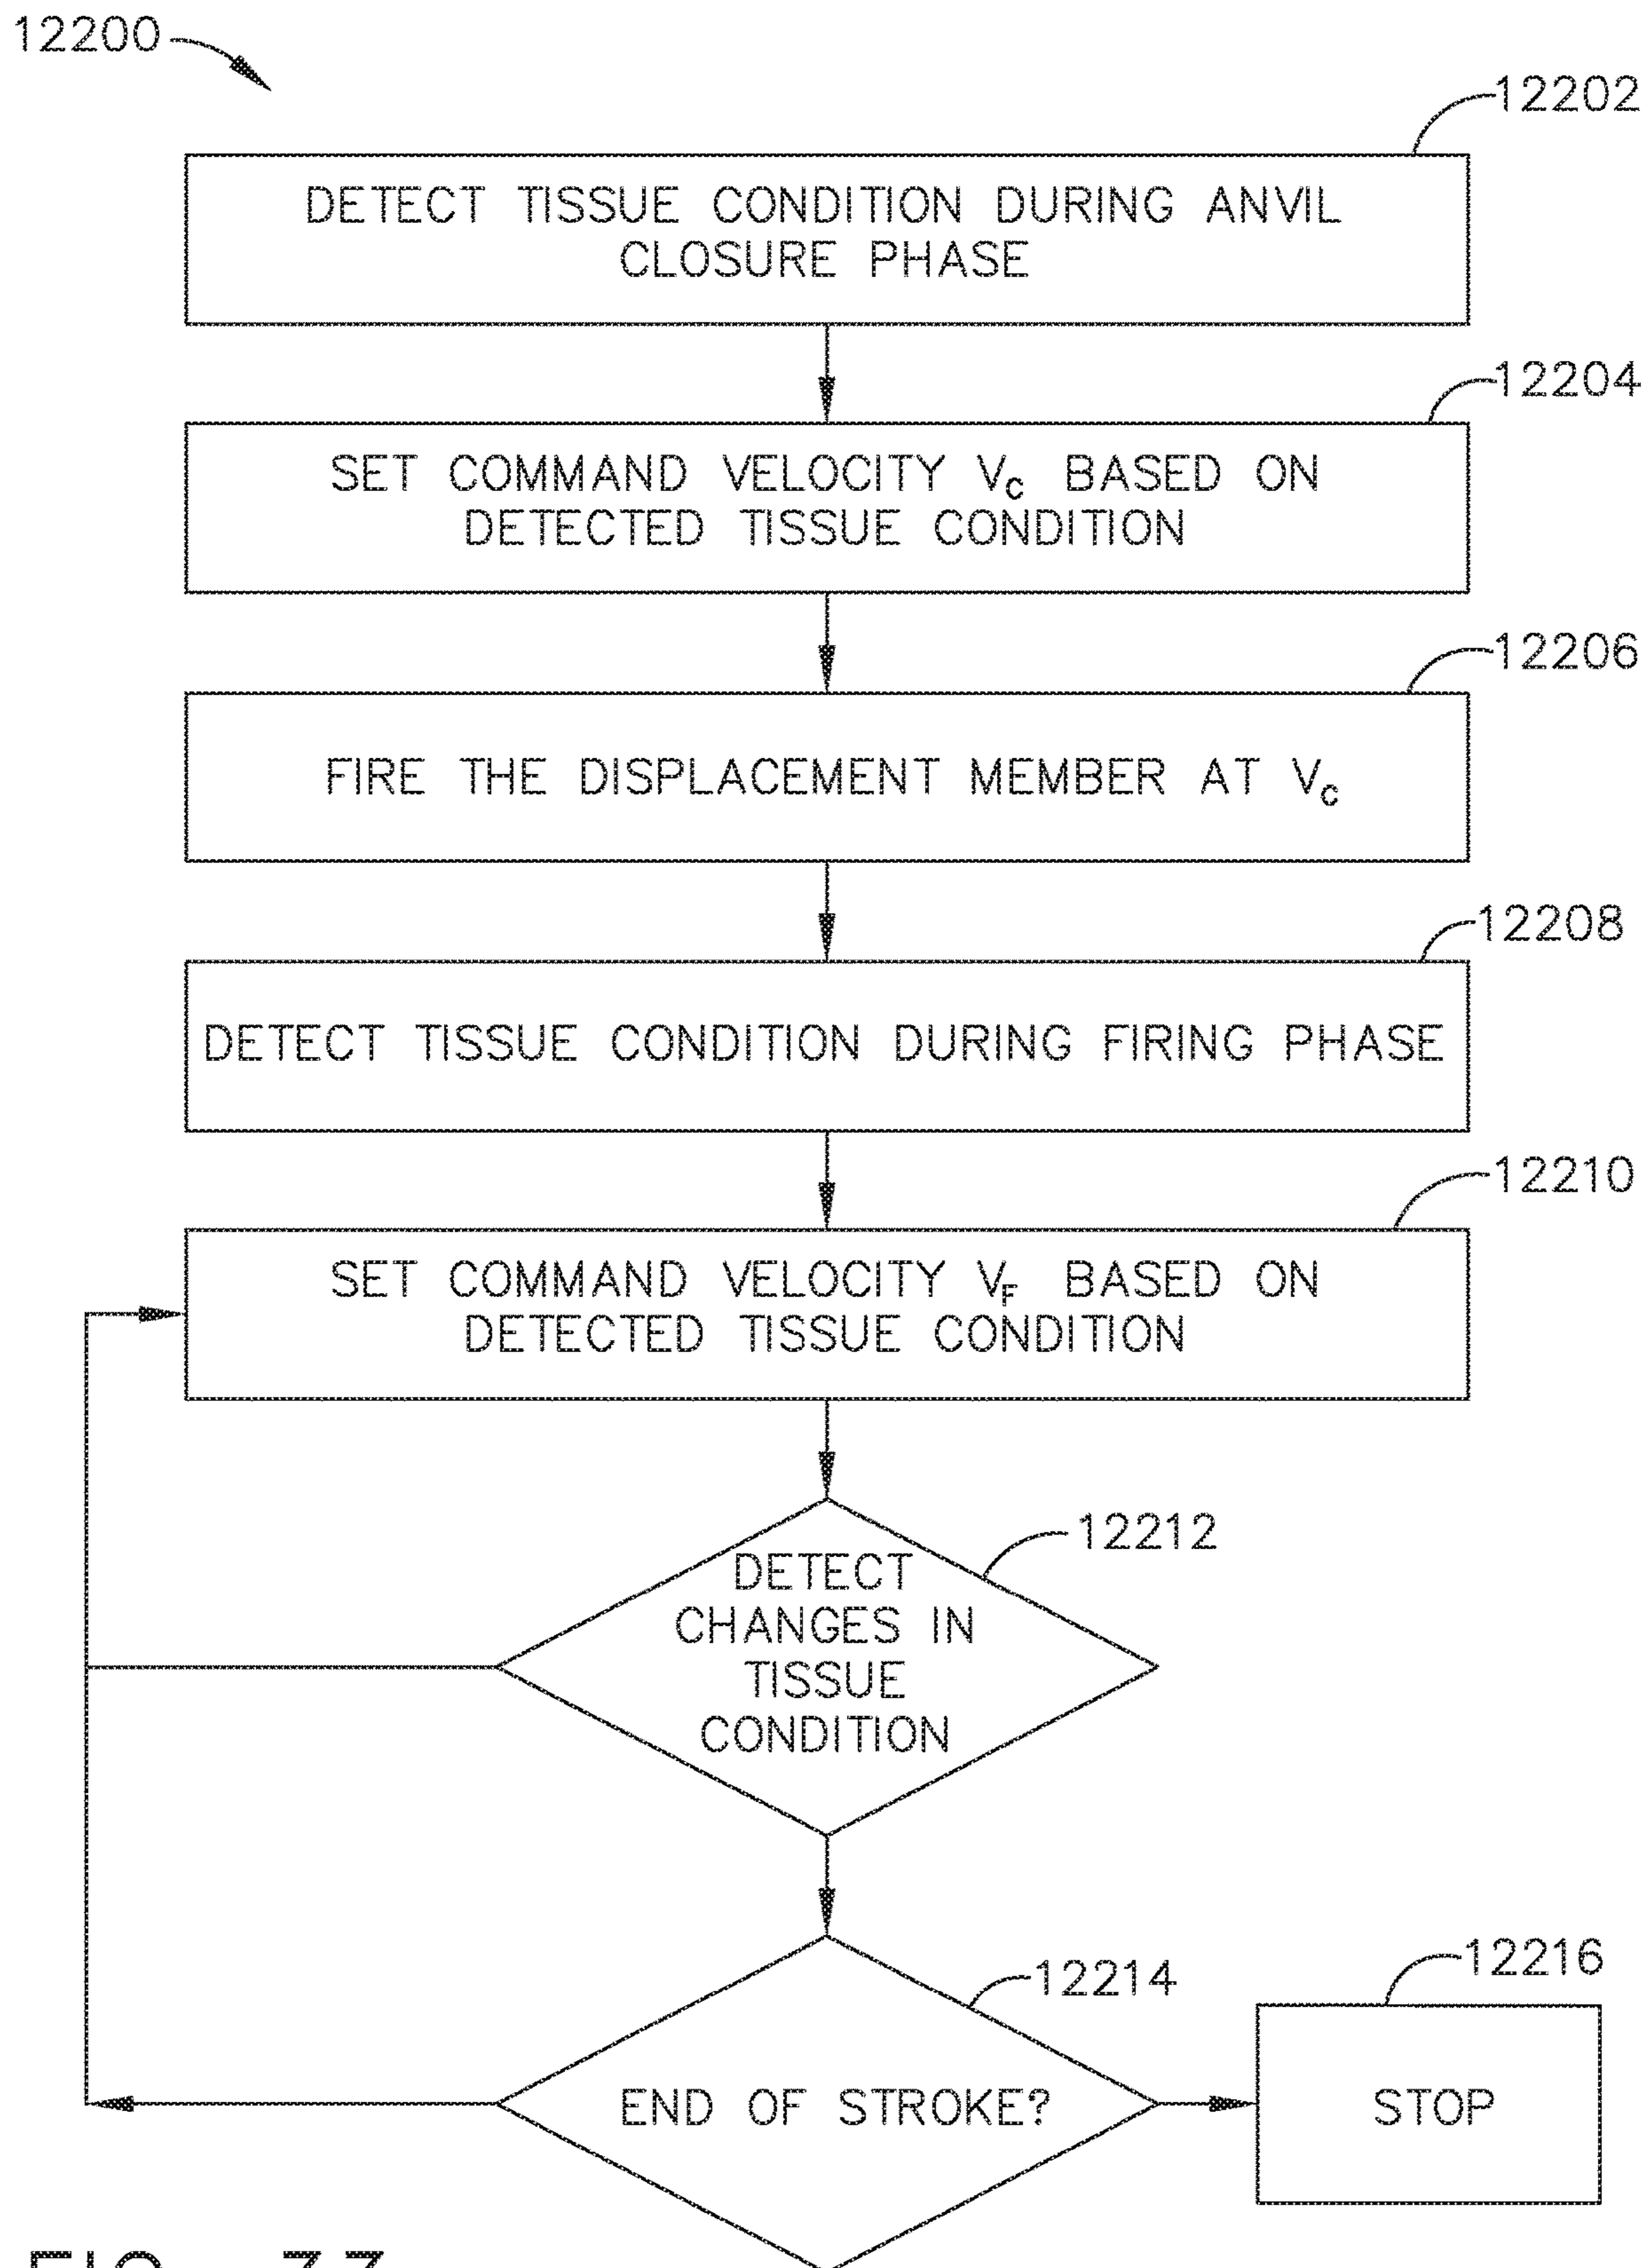 12200
12202
DETECT TISSUE CONDITION DURING ANVIL
CLOSURE PHASE
12204
SET COMMAND VELOCITY VC BASED ON
DETECTED TISSUE CONDITION
12206
FIRE THE DISPLACEMENT MEMBER AT VC
12208
DETECT TISSUE CONDITION DURING FIRING PHASE
12210
SET COMMAND VELOCITY VF BASED ON
DETECTED TISSUE CONDITION
12212
DETECT
CHANGES IN
TISSUE
CONDITION
12214
12216
END OF STROKE?
STOP